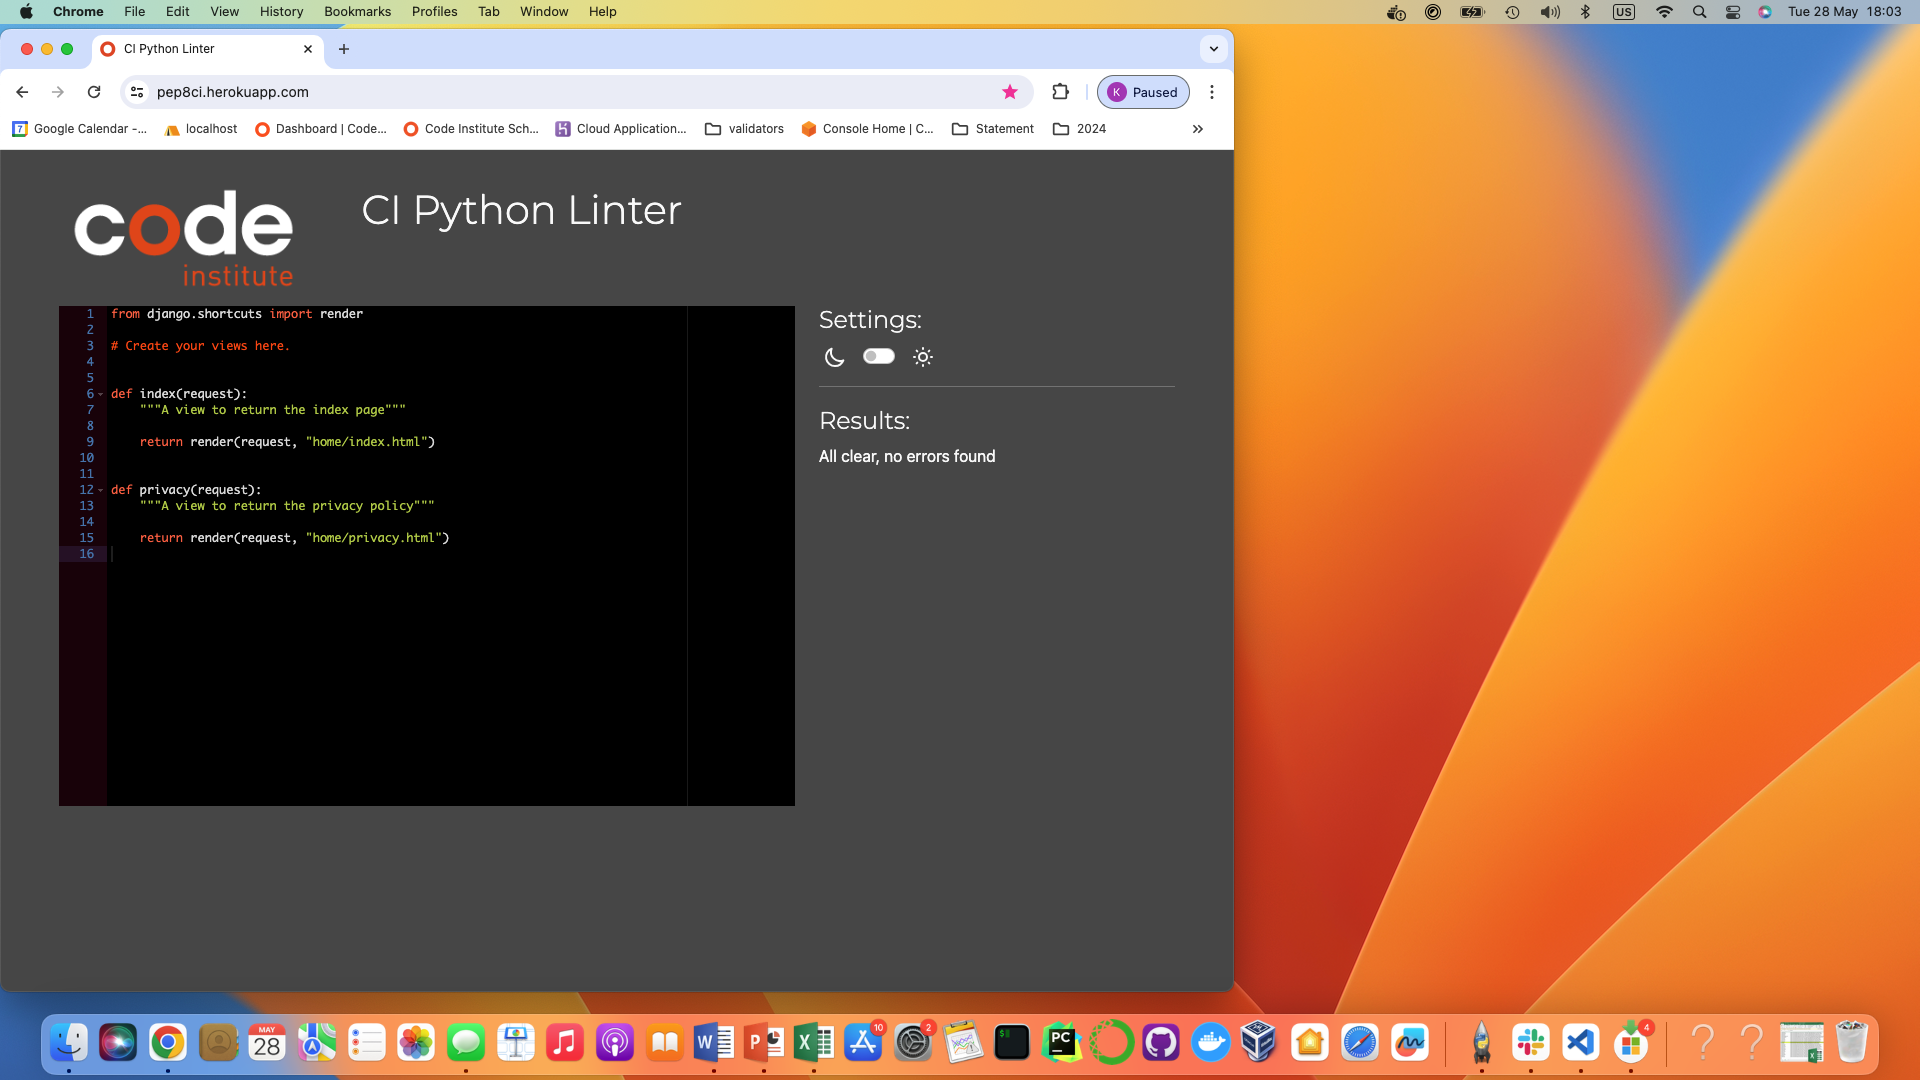 Chrome File Edit View History Bookmarks Profiles Tab Window Help US Tue 28 May 18:03
CI Python Linter
pep8ci.herokuapp.com K Paused
7 Google Calendar -... localhost Dashboard | Code... Code Institute Sch... Cloud Application... validators Console Home | C... Statement 2024
code
institute
CI Python Linter
1 from django.shortcuts import render
2
3 # Create your views here.
4
5
6 def index(request):
7 """A view to return the index page"""
8
9 return render(request, "home/index.html")
10
11
12 def privacy(request):
13 """A view to return the privacy policy"""
14
15 return render(request, "home/privacy.html")
16
Settings:
Results:
All clear, no errors found
MAY
28
W
P
X
10
2
$
PC
4
? ?
X